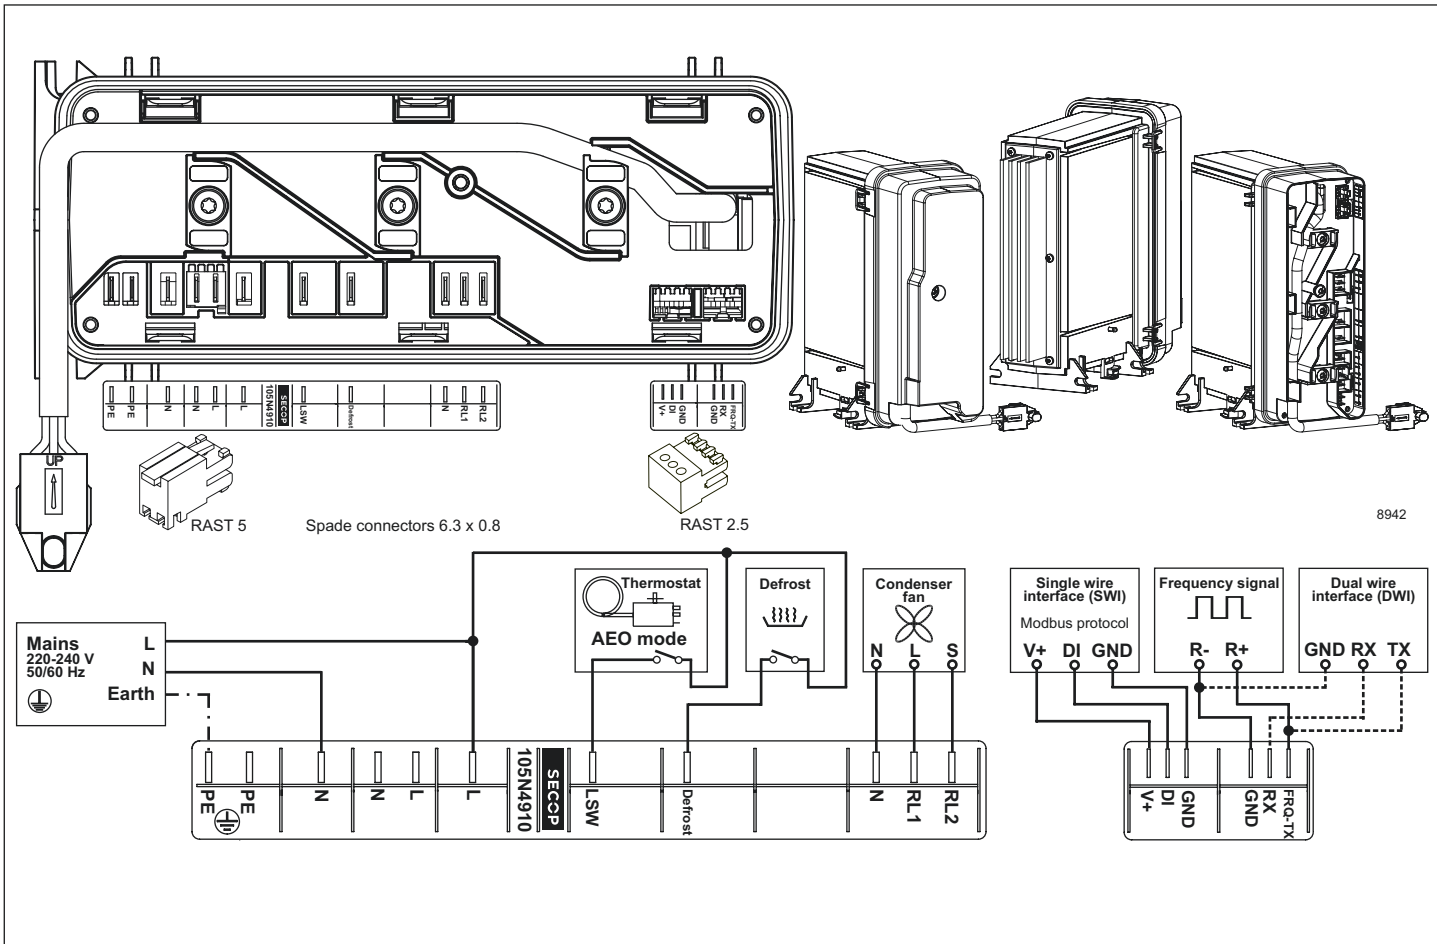 PE
PE
N
N
L
L
105N4910
SECOP
LSW
Defrost
N
RL1
RL2
V+
DI
GND
GND
RX
FRQ-TX
UP
RAST 5
Spade connectors 6.3 x 0.8
RAST 2.5
8942
Mains
220-240 V
50/60 Hz
L
N
Earth
Thermostat
AEO mode
Defrost
Condenser
fan
N L S
Single wire
interface (SWI)
Modbus protocol
V+ DI GND
Frequency signal
R- R+
Dual wire
interface (DWI)
GND RX TX
PE
PE
N
N
L
L
105N4910
SECOP
LSW
Defrost
N
RL1
RL2
V+
DI
GND
GND
RX
FRQ-TX